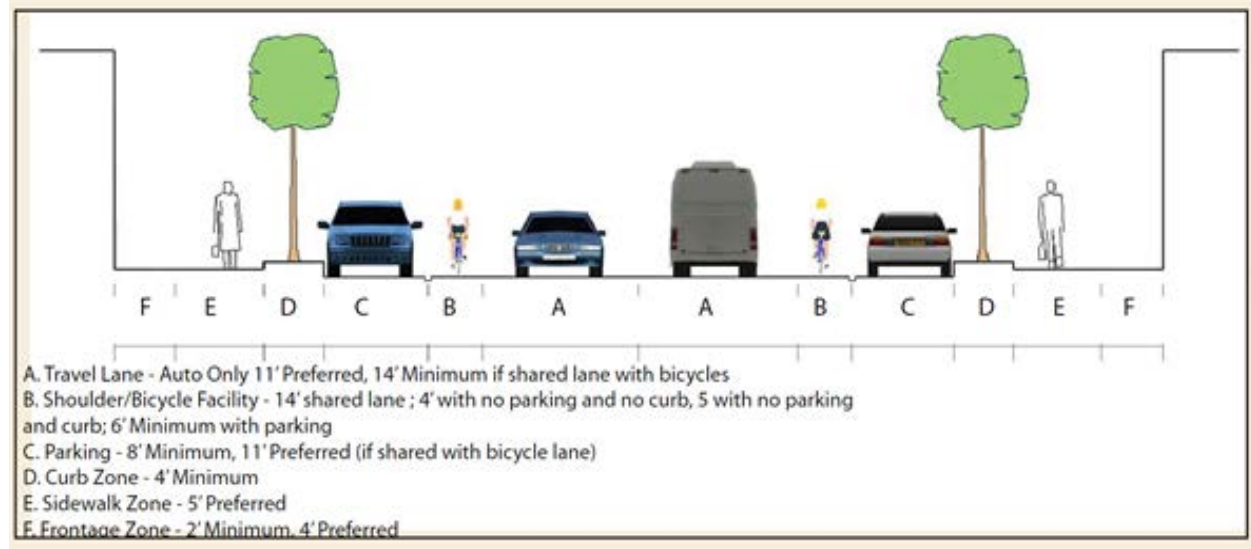 F E D C B A A B C D E F
A. Travel Lane - Auto Only 11' Preferred, 14' Minimum if shared lane with bicycles
B. Shoulder/Bicycle Facility - 14' shared lane ; 4' with no parking and no curb, 5 with no parking
and curb; 6' Minimum with parking
C. Parking - 8' Minimum, 11' Preferred (if shared with bicycle lane)
D. Curb Zone - 4' Minimum
E. Sidewalk Zone - 5' Preferred
F. Frontage Zone - 2' Minimum, 4' Preferred